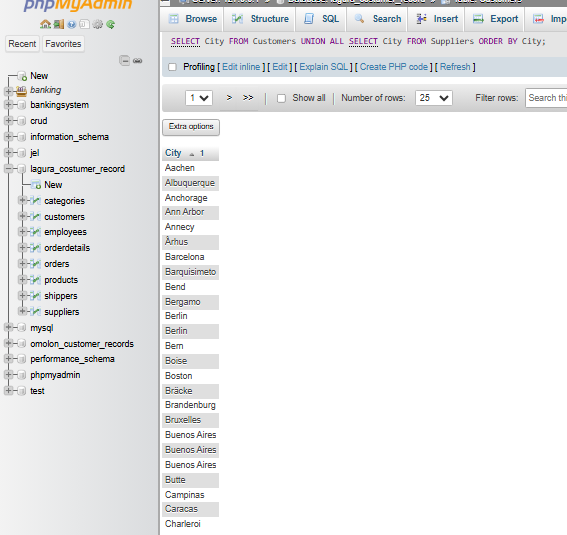 phpMyAdmin
Recent Favorites
New
banking
bankingsystem
crud
information_schema
jel
lagura_costumer_record
New
categories
customers
employees
orderdetails
orders
products
shippers
suppliers
mysql
omolon_customer_records
performance_schema
phpmyadmin
test
Browse Structure SQL Search Insert Export Impo
SELECT City FROM Customers UNION ALL SELECT City FROM Suppliers ORDER BY City;
Profiling [ Edit inline ] [ Edit ] [ Explain SQL ] [ Create PHP code ] [ Refresh ]
1 > >> Show all Number of rows: 25 Filter rows: Search this
Extra options
City 1
Aachen
Albuquerque
Anchorage
Ann Arbor
Annecy
Århus
Barcelona
Barquisimeto
Bend
Bergamo
Berlin
Berlin
Bern
Boise
Boston
Bräcke
Brandenburg
Bruxelles
Buenos Aires
Buenos Aires
Buenos Aires
Butte
Campinas
Caracas
Charleroi